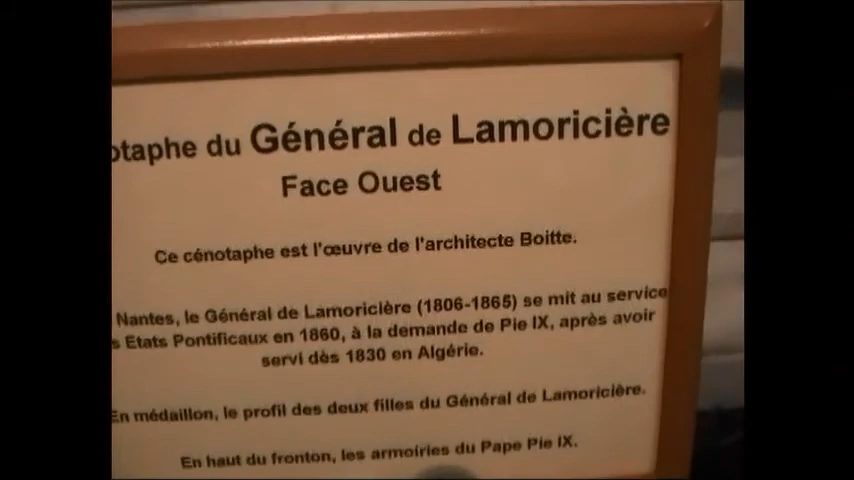 otaphe du Général de Lamoricière
Face Ouest
Ce cénotaphe est l'œuvre de l'architecte Boitte.
Nantes, le Général de Lamoricière (1806-1865) se mit au service
s Etats Pontificaux en 1860, à la demande de Pie IX, après avoir
servi dès 1830 en Algérie.
En médaillon, le profil des deux filles du Général de Lamoricière.
En haut du fronton, les armoiries du Pape Pie IX.